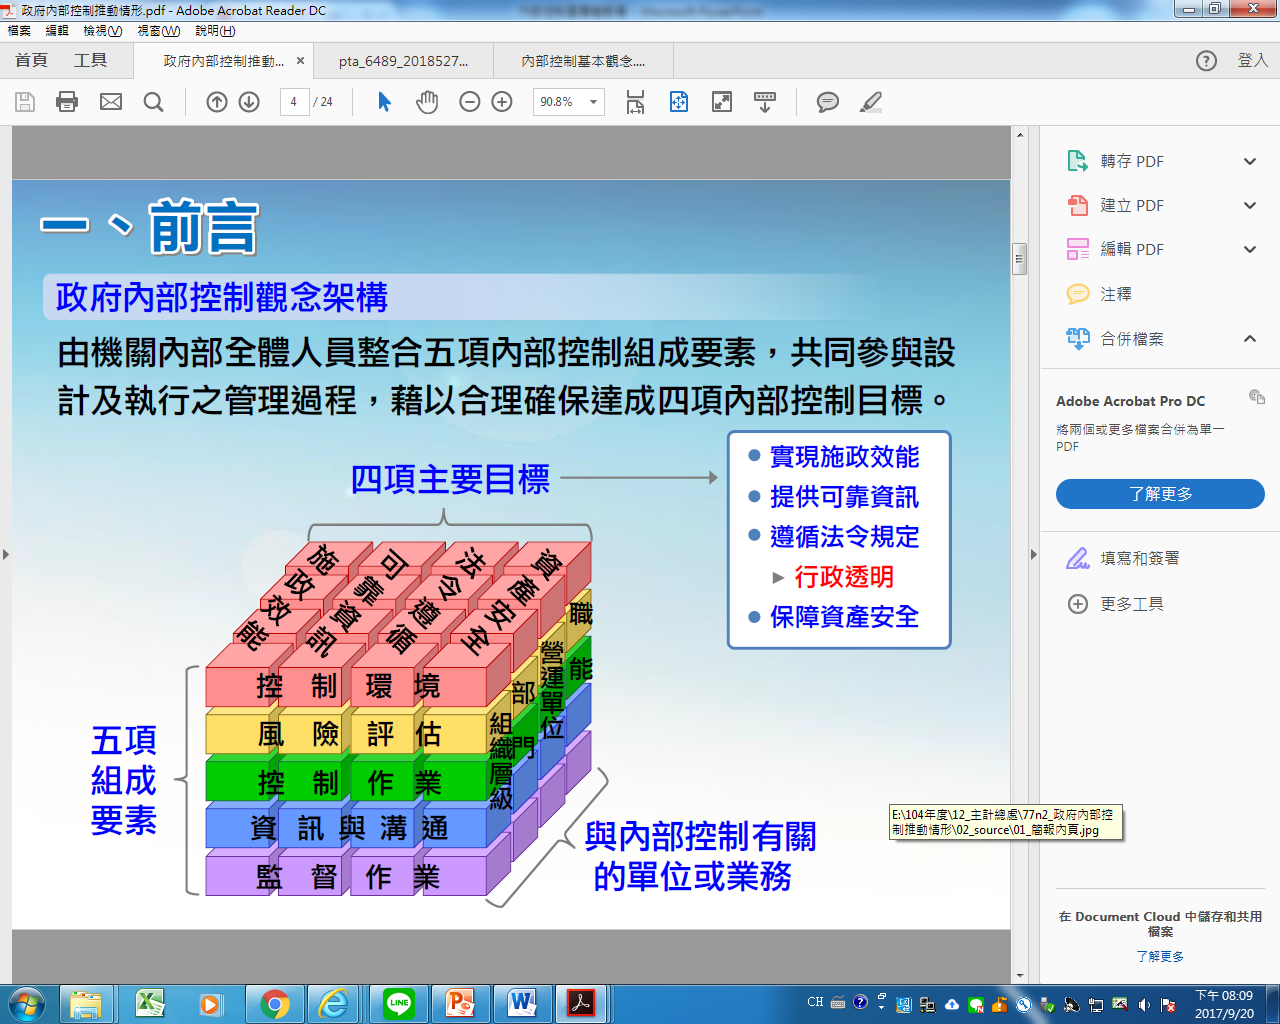 政府內部控制推動情形.pdf - Adobe Acrobat Reader DC
檔案 編輯 檢視(V) 視窗(W) 說明(H)
首頁 工具 政府內部控制推動... × pta_6489_2018527... 內部控制基本觀念.... 登入
4 / 24 90.8%
一、前言
政府內部控制觀念架構
由機關內部全體人員整合五項內部控制組成要素，共同參與設
計及執行之管理過程，藉以合理確保達成四項內部控制目標。
四項主要目標
實現施政效能
提供可靠資訊
遵循法令規定
行政透明
保障資產安全
施政效能
可靠資訊
法令遵循
資產安全
控制環境
風險評估
控制作業
資訊與溝通
監督作業
組織層級
部門
營運單位
職能
五項
組成
要素
與內部控制有關
的單位或業務
轉存 PDF
建立 PDF
編輯 PDF
注釋
合併檔案
Adobe Acrobat Pro DC
將兩個或更多檔案合併為單一
PDF
了解更多
填寫和簽署
更多工具
E:\104年度\12_主計總處\77n2_政府內部控
制推動情形\02_source\01_簡報內頁.jpg
在 Document Cloud 中儲存和共用
檔案
了解更多
LINE
CH
下午 08:09
2017/9/20